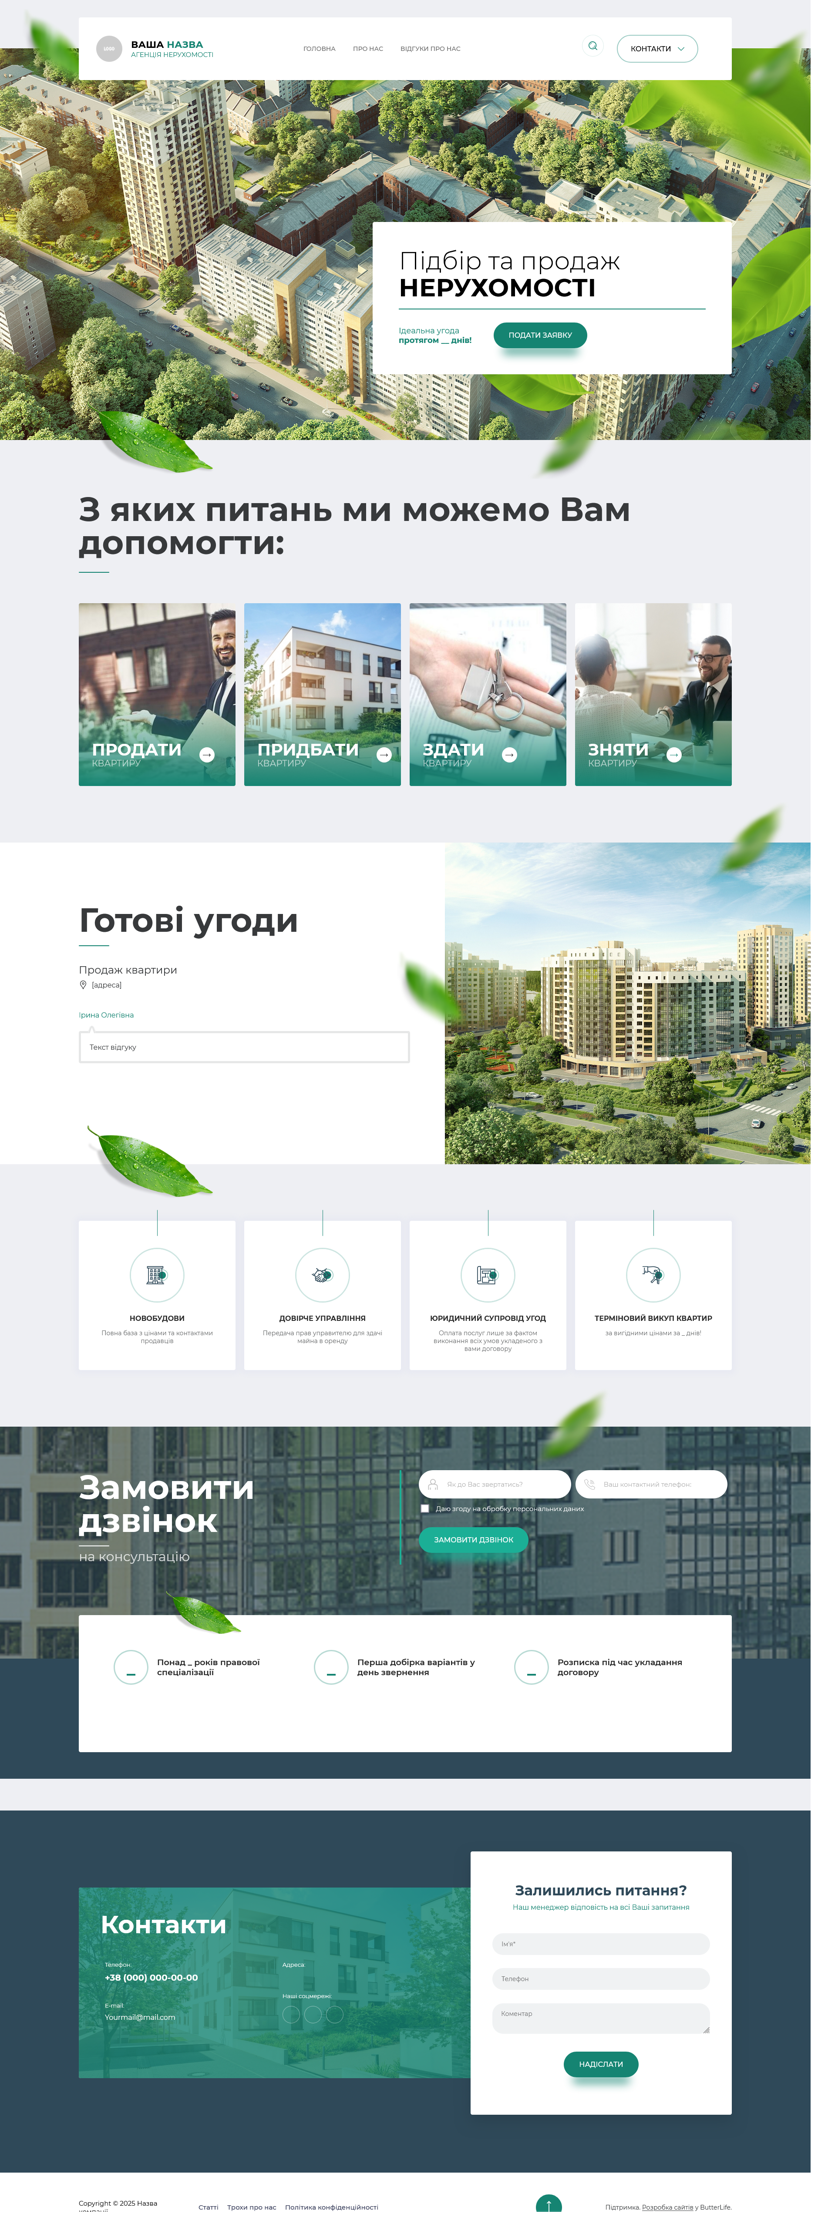 ВАША НАЗВА
АГЕНЦІЯ НЕРУХОМОСТІ
ГОЛОВНА
ПРО НАС
ВІДГУКИ ПРО НАС
КОНТАКТИ
Підбір та продаж
НЕРУХОМОСТІ
Ідеальна угода
протягом __ днів!
ПОДАТИ ЗАЯВКУ
З яких питань ми можемо Вам
допомогти:
ПРОДАТИ
КВАРТИРУ
ПРИДБАТИ
КВАРТИРУ
ЗДАТИ
КВАРТИРУ
ЗНЯТИ
КВАРТИРУ
Готові угоди
Продаж квартири
[адреса]
Ірина Олегівна
Текст відгуку
НОВОБУДОВИ
Повна база з цінами та контактами
продавців
ДОВІРЧЕ УПРАВЛІННЯ
Передача прав управителю для здачі
майна в оренду
ЮРИДИЧНИЙ СУПРОВІД УГОД
Оплата послуг лише за фактом
виконання всіх умов укладеного з
вами договору
ТЕРМІНОВИЙ ВИКУП КВАРТИР
за вигідними цінами за _ днів!
Замовити
дзвінок
на консультацію
Як до Вас звертатись?
Ваш контактний телефон:
Даю згоду на обробку персональних даних
ЗАМОВИТИ ДЗВІНОК
_
Понад _ років правової
спеціалізації
_
Перша добірка варіантів у
день звернення
_
Розписка під час укладання
договору
Контакти
Телефон:
+38 (000) 000-00-00
E-mail:
Yourmail@mail.com
Адреса:
Наші соцмережі:
Залишились питання?
Наш менеджер відповість на всі Ваші запитання
Ім'я*
Телефон
Коментар
НАДІСЛАТИ
Copyright © 2025 Назва
Статті
Трохи про нас
Політика конфіденційності
Підтримка, Розробка сайтів у ButterLife.